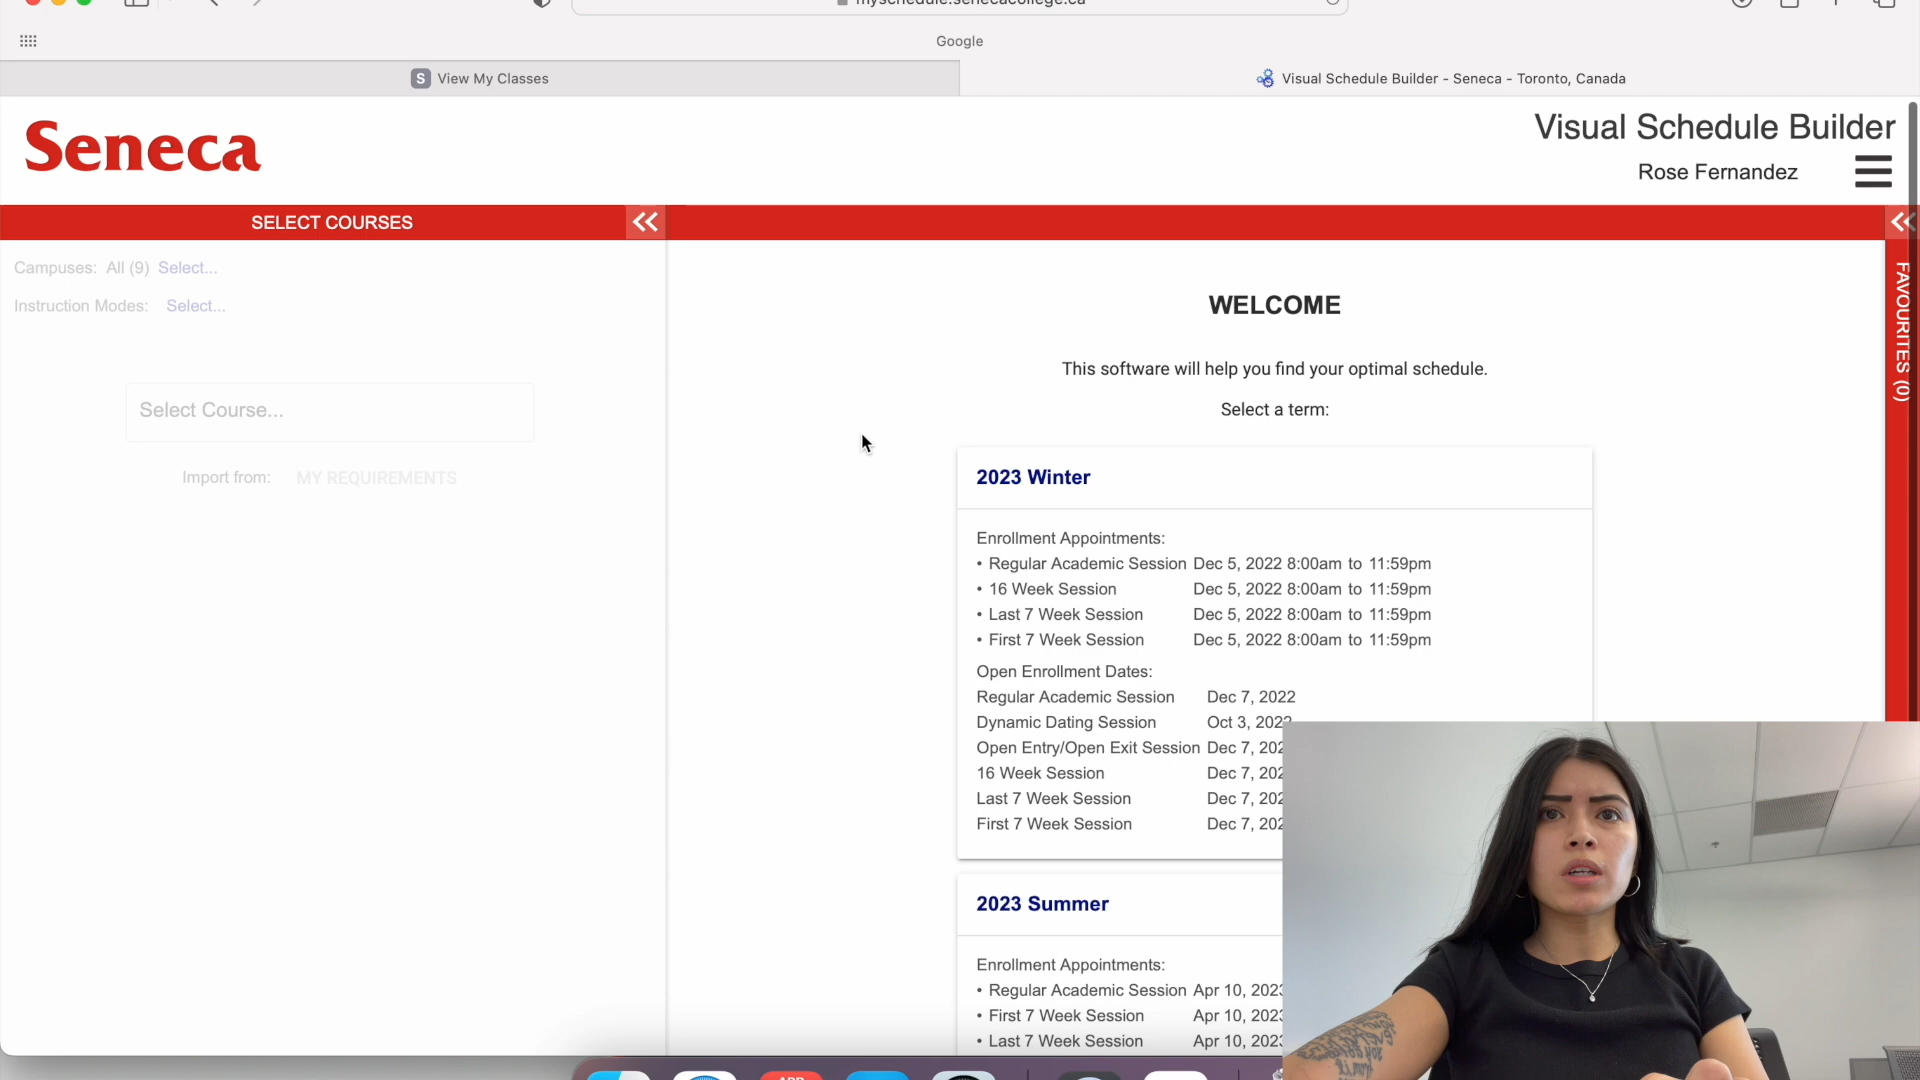 Google
S View My Classes
Visual Schedule Builder - Seneca - Toronto, Canada
Seneca
Visual Schedule Builder
Rose Fernandez
SELECT COURSES
Campuses: All (9) Select...
Instruction Modes: Select...
Select Course...
Import from: MY REQUIREMENTS
WELCOME
This software will help you find your optimal schedule.
Select a term:
2023 Winter
Enrollment Appointments:
• Regular Academic Session Dec 5, 2022 8:00am to 11:59pm
• 16 Week Session Dec 5, 2022 8:00am to 11:59pm
• Last 7 Week Session Dec 5, 2022 8:00am to 11:59pm
• First 7 Week Session Dec 5, 2022 8:00am to 11:59pm
Open Enrollment Dates:
Regular Academic Session Dec 7, 2022
Dynamic Dating Session Oct 3, 2022
Open Entry/Open Exit Session Dec 7, 202
16 Week Session Dec 7, 202
Last 7 Week Session Dec 7, 202
First 7 Week Session Dec 7, 202
2023 Summer
Enrollment Appointments:
• Regular Academic Session Apr 10, 2023
• First 7 Week Session Apr 10, 2023
• Last 7 Week Session Apr 10, 2023
FAVOURITES (0)